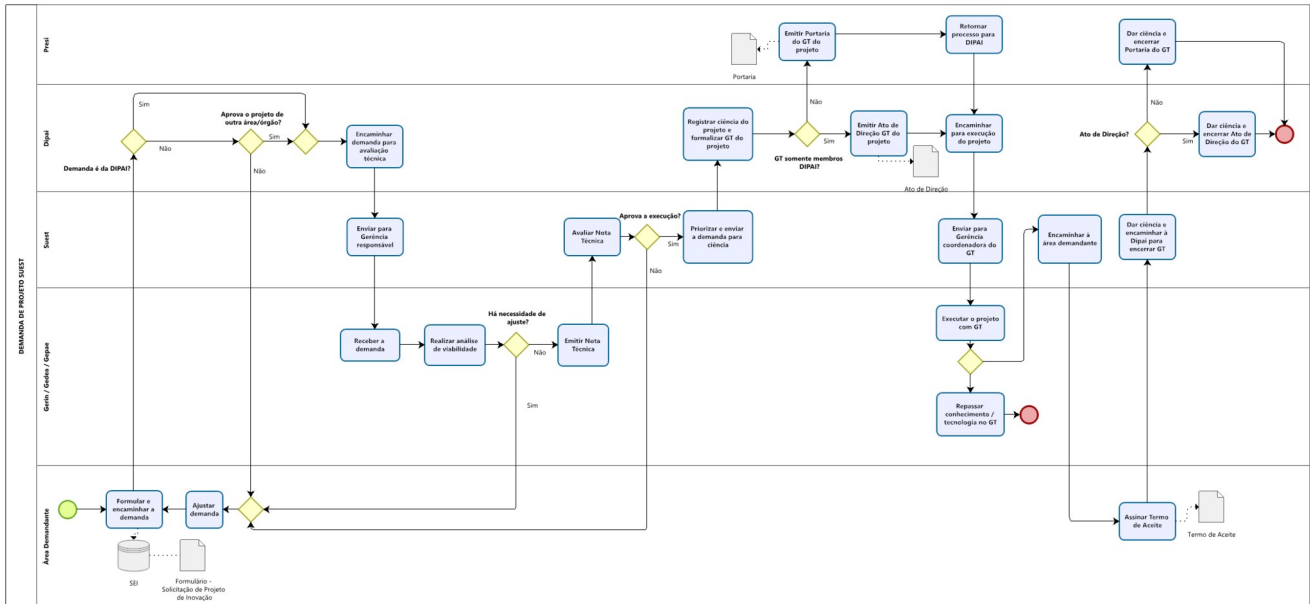 DEMANDA DE PROJETO SUEST
Presi
Portaria
Emitir Portaria
do GT do
projeto
Não
Retornar
processo para
DIPAI
Dar ciência e
encerrar
Portaria do GT
Não
Dipai
Sim
Demanda é da DIPAI?
Não
Aprova o projeto de
outra área/órgão?
Sim
Não
Encaminhar
demanda para
avaliação
técnica
Registrar ciência do
projeto e
formalizar GT do
projeto
GT somente membros
DIPAI?
Sim
Emitir Ato de
Direção GT do
projeto
Ato de Direção
Encaminhar
para execução
do projeto
Ato de Direção?
Sim
Dar ciência e
encerrar Ato de
Direção do GT
Suest
Enviar para
Gerência
responsável
Avaliar Nota
Técnica
Aprova a execução?
Sim
Não
Priorizar e enviar
a demanda para
ciência
Enviar para
Gerência
coordenadora do
GT
Encaminhar à
área demandante
Dar ciência e
encaminhar à
Dipai para
encerrar GT
Gerin / Gedea / Gepae
Receber a
demanda
Realizar análise
de viabilidade
Há necessidade de
ajuste?
Não
Sim
Emitir Nota
Técnica
Executar o projeto
com GT
Repassar
conhecimento /
tecnologia no GT
Área Demandante
Formular e
encaminhar a
demanda
Ajustar
demanda
SEI
Formulário -
Solicitação de Projeto
de Inovação
Assinar Termo
de Aceite
Termo de Aceite